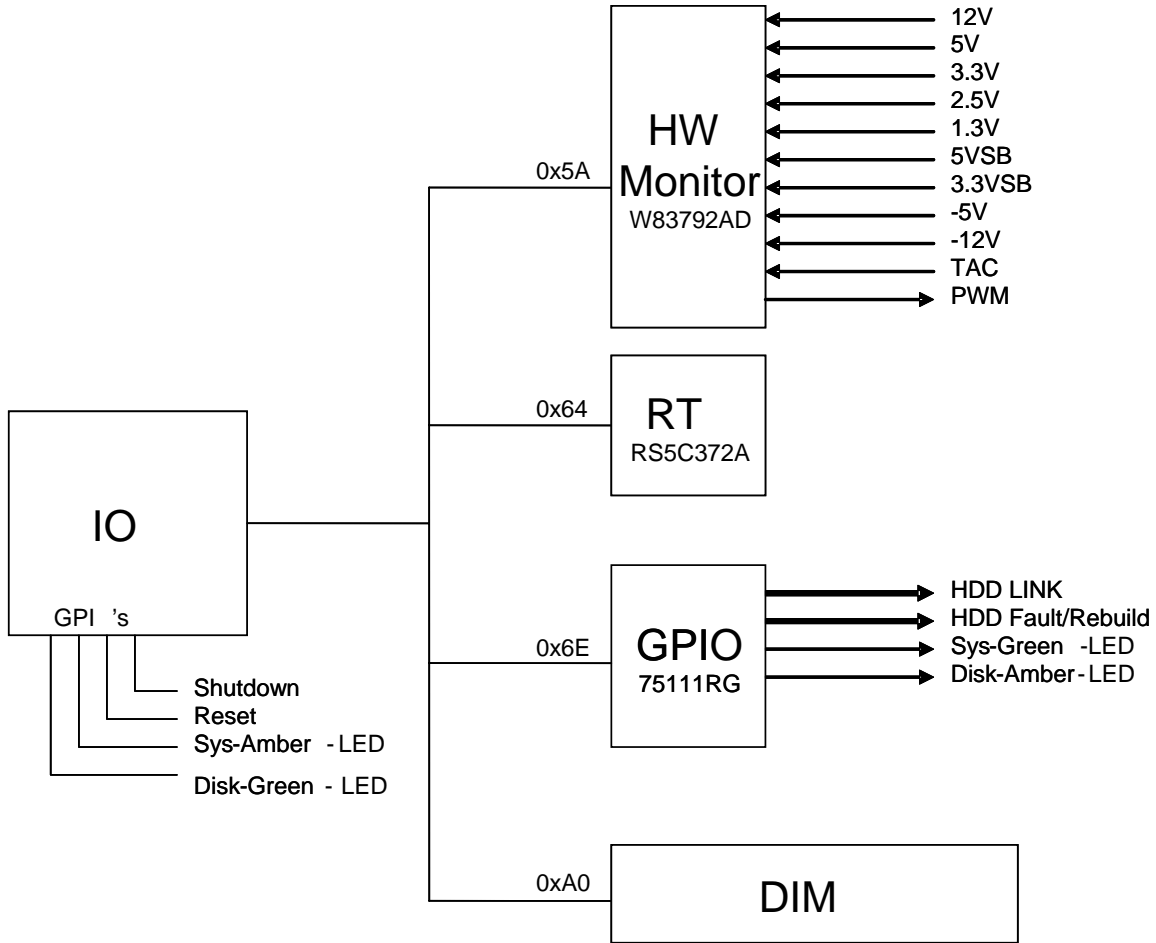 12V
5V
3.3V
2.5V
1.3V
5VSB
3.3VSB
-5V
-12V
TAC
PWM
HW
Monitor
W83792AD
0x5A
0x64
RT
RS5C372A
IO
GPI 's
Shutdown
Reset
Sys-Amber - LED
Disk-Green - LED
0x6E
GPIO
75111RG
HDD LINK
HDD Fault/Rebuild
Sys-Green -LED
Disk-Amber-LED
0xA0
DIM